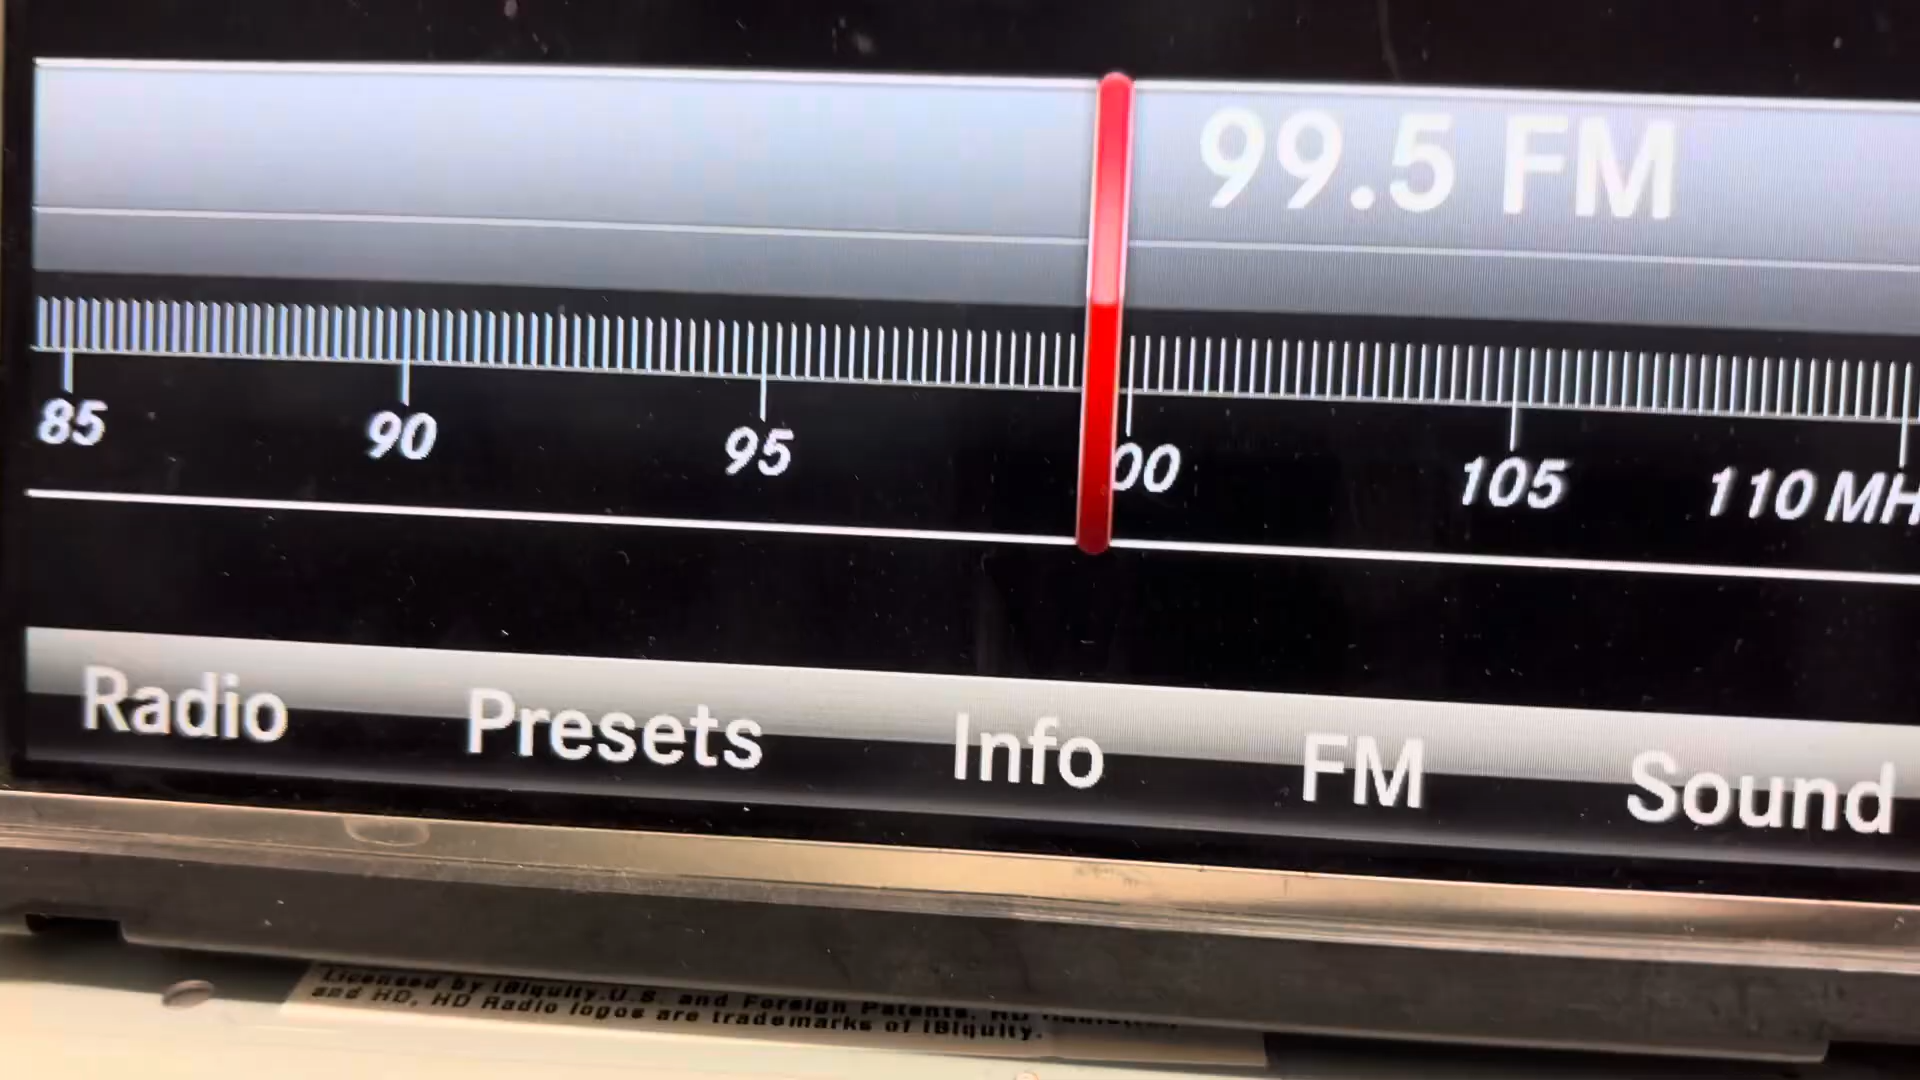 99.5 FM
85 90 95 00 105 110 MH
Radio Presets Info FM Sound
Licensed by iBiquity.U.S. and Foreign Patents. HD
and HD, HD Radio logos are trademarks of iBiquity.